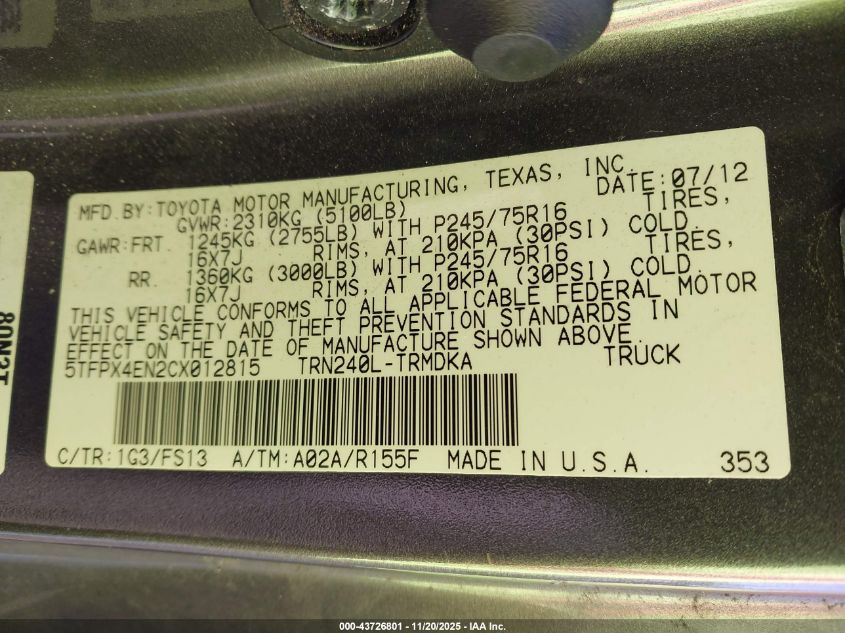 MFD. BY: TOYOTA MOTOR MANUFACTURING, TEXAS, INC.
DATE: 07/12
GVWR: 2310KG (5100LB)
GAWR: FRT. 1245KG (2755LB) WITH P245/75R16 TIRES,
16X7J RIMS, AT 210KPA (30PSI) COLD.
RR. 1360KG (3000LB) WITH P245/75R16 TIRES,
16X7J RIMS, AT 210KPA (30PSI) COLD.
THIS VEHICLE CONFORMS TO ALL APPLICABLE FEDERAL MOTOR
VEHICLE SAFETY AND THEFT PREVENTION STANDARDS IN
EFFECT ON THE DATE OF MANUFACTURE SHOWN ABOVE.
5TFPX4EN2CX012815 TRN240L-TRMDKA TRUCK
C/TR: 1G3/FS13 A/TM: A02A/R155F MADE IN U.S.A. 353
000-43726801 - 11/20/2025 - IAA Inc.